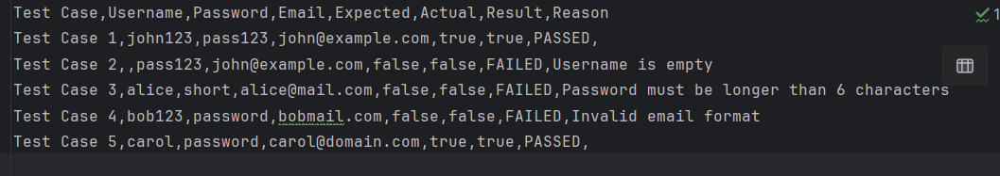 Test Case,Username,Password,Email,Expected,Actual,Result,Reason
1
Test Case 1,john123,pass123,john@example.com,true,true,PASSED,
Test Case 2,,pass123,john@example.com,false,false,FAILED,Username is empty
Test Case 3,alice,short,alice@mail.com,false,false,FAILED,Password must be longer than 6 characters
Test Case 4,bob123,password,bobmail.com,false,false,FAILED,Invalid email format
Test Case 5,carol,password,carol@domain.com,true,true,PASSED,